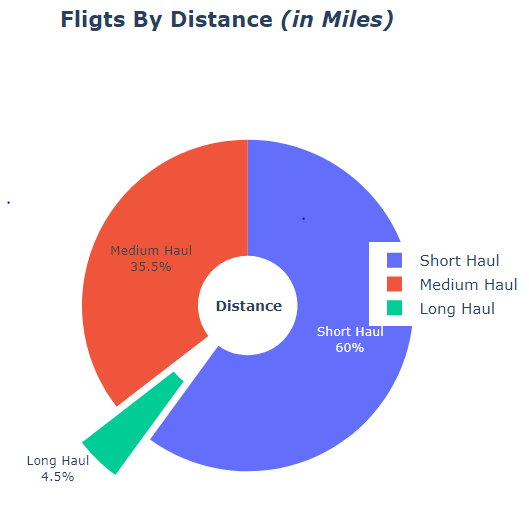 Fligts By Distance (in Miles)
Medium Haul
35.5%
Distance
Short Haul
60%
Long Haul
4.5%
Short Haul
Medium Haul
Long Haul